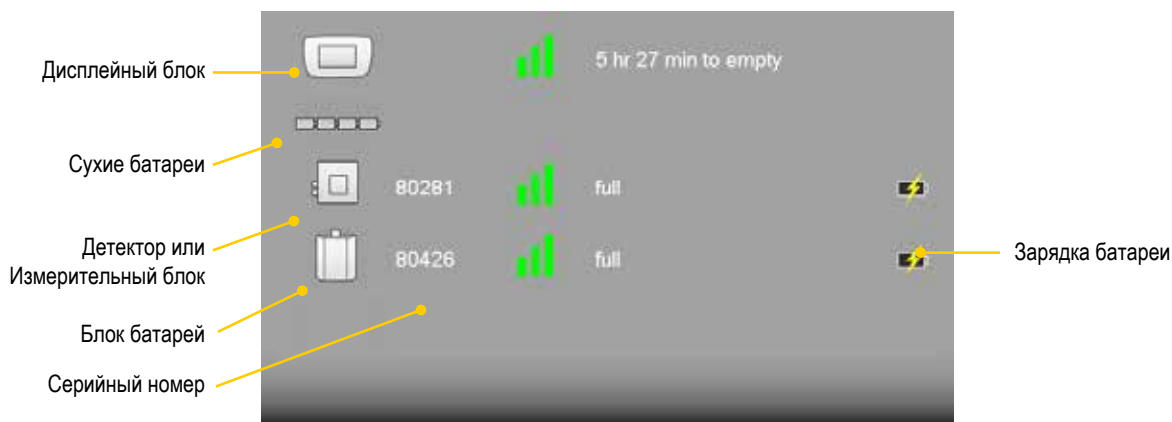 Дисплейный блок
5 hr 27 min to empty
Сухие батареи
80281 full
Детектор или
Измерительный блок
80426 full
Зарядка батареи
Блок батарей
Серийный номер